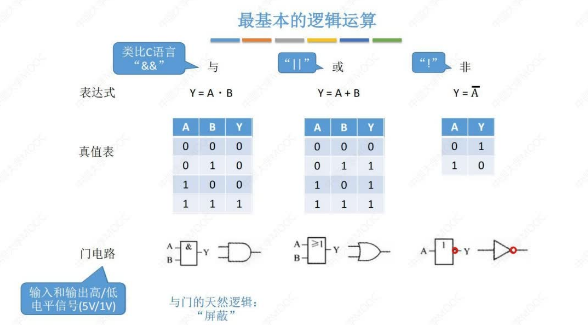 最基本的逻辑运算
类比C语言
“&&”
与
“||”
或
“!”
非
表达式
Y = A · B
Y = A + B
Y = A̅
真值表
A B Y
0 0 0
0 1 0
1 0 0
1 1 1
A B Y
0 0 0
0 1 1
1 0 1
1 1 1
A Y
0 1
1 0
门电路
A
B
&
Y
A
B
≥1
Y
A
1
Y
输入和输出高/低
电平信号(5V/1V)
与门的天然逻辑：
“屏蔽”